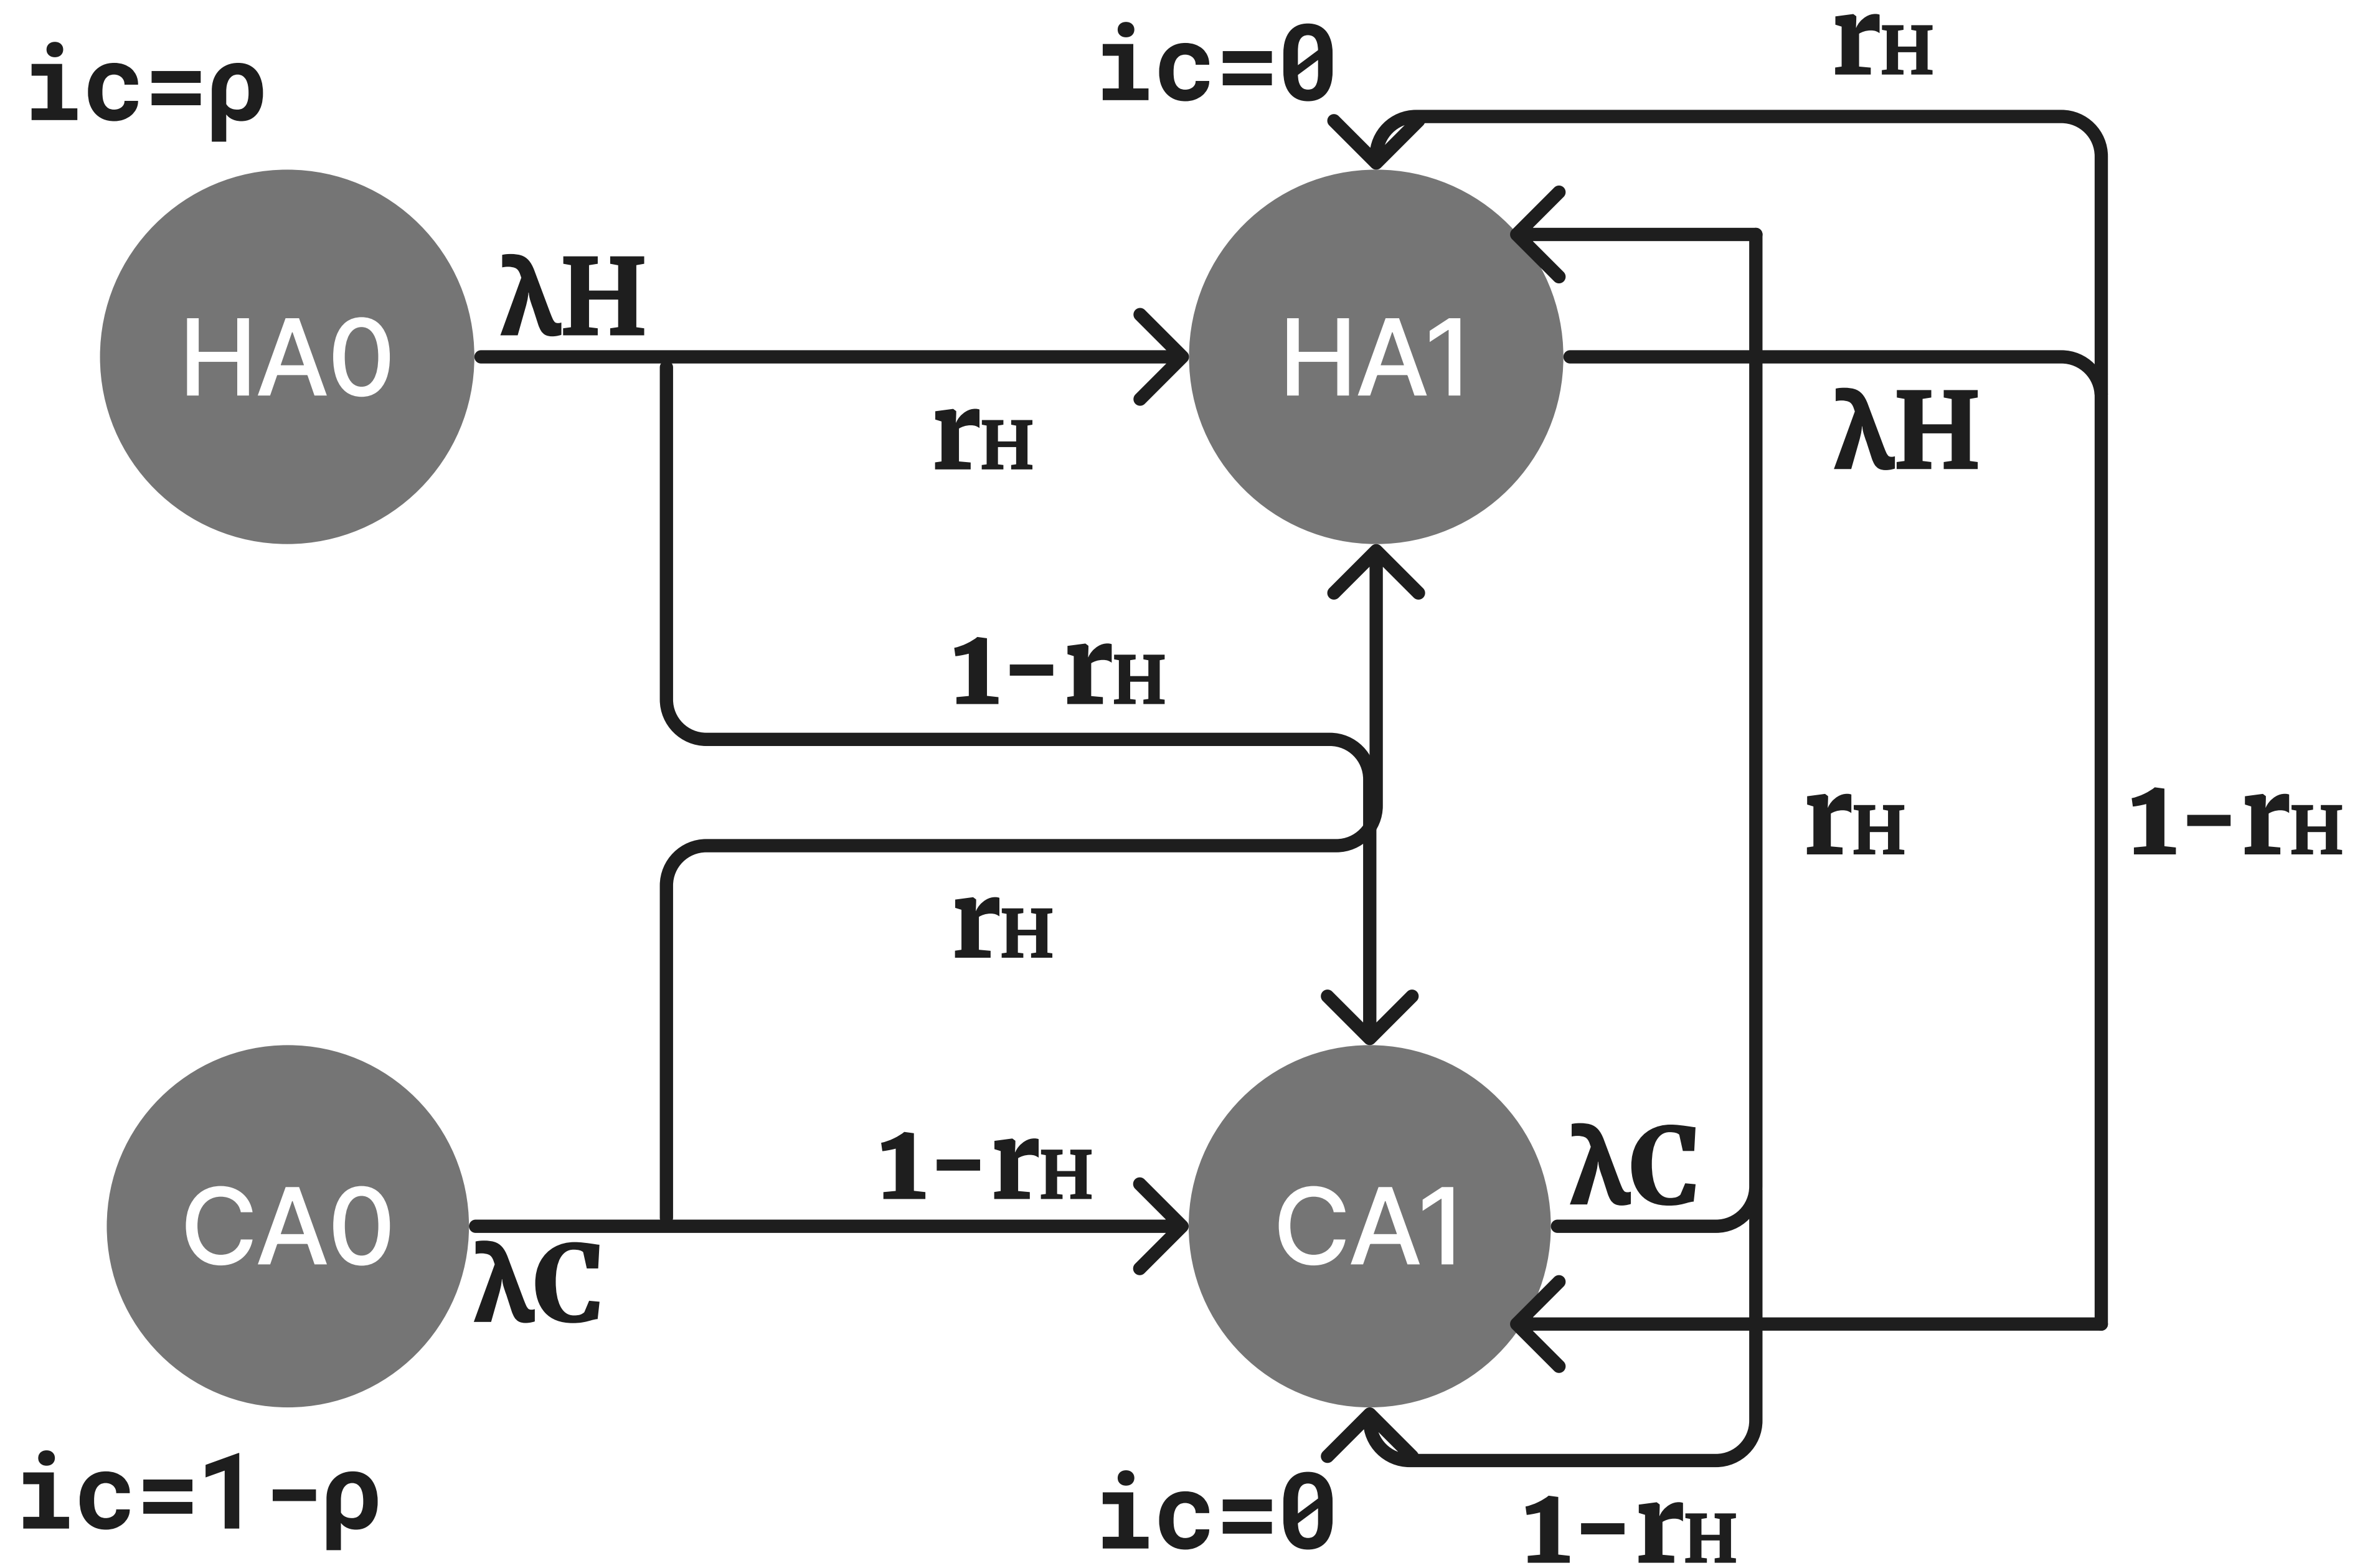 ic=ρ
ic=0
rH
HA0
λH
HA1
rH
λH
1-rH
rH
1-rH
rH
1-rH
λC
CA0
λC
CA1
ic=1-ρ
ic=0
1-rH